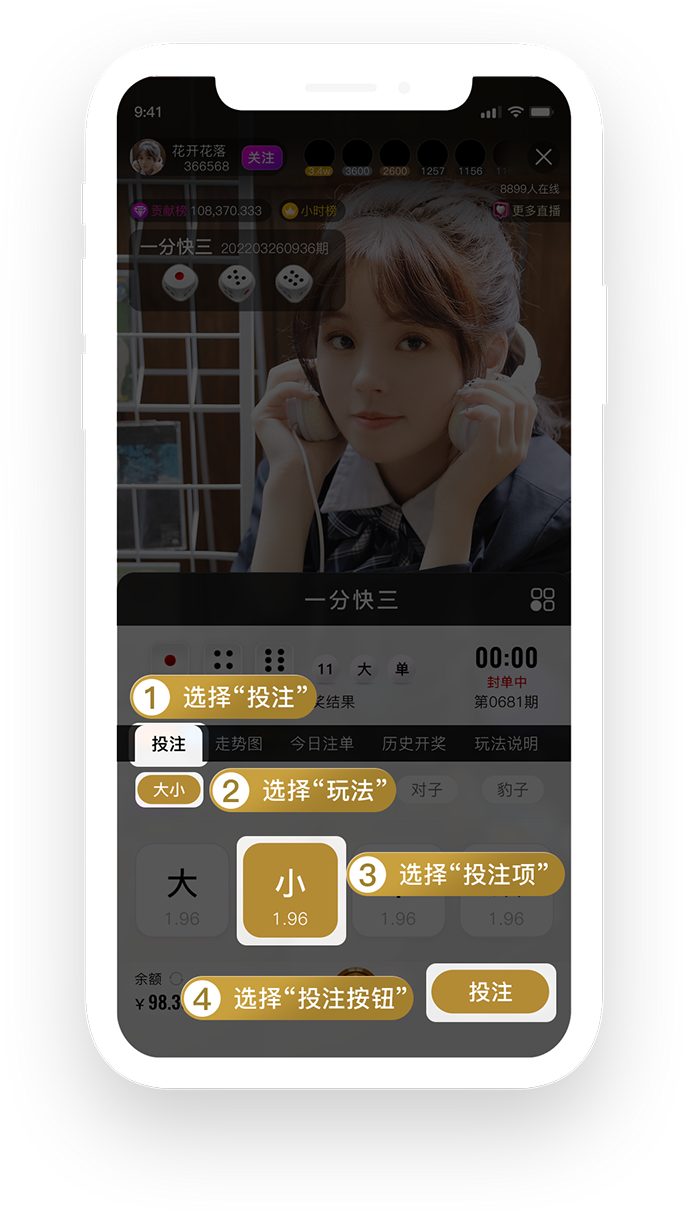 9:41
花开花落
366568
关注
3.4w
3600
2600
1257
1156
8899人在线
贡献榜 108,370.333
小时榜
更多直播
一分快三 202203260936期
一分快三
11 大 单
00:00
封单中
第0681期
奖结果
1 选择“投注”
投注 走势图 今日注单 历史开奖 玩法说明
大小
2 选择“玩法”
对子 豹子
大 1.96
小 1.96
1.96
1.96
3 选择“投注项”
余额
¥ 98.3
4 选择“投注按钮”
投注